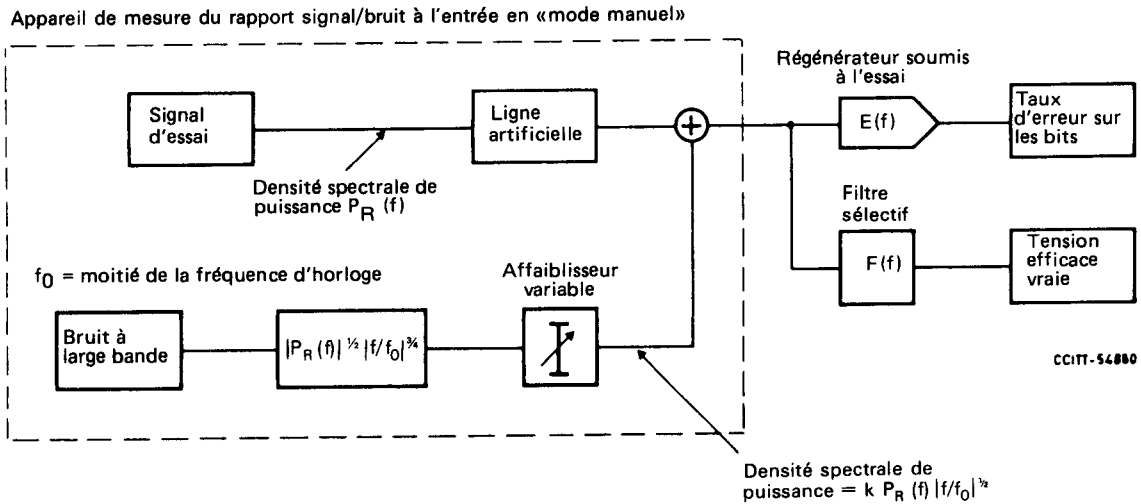 Appareil de mesure du rapport signal/bruit à l'entrée en «mode manuel»
Signal
d'essai
Ligne
artificielle
Densité spectrale de
puissance P_R (f)
Régénérateur soumis
à l'essai
E(f)
Taux
d'erreur sur
les bits
Filtre
sélectif
F(f)
Tension
efficace
vraie
f₀ = moitié de la fréquence d'horloge
Bruit à
large bande
|P_R (f)| ^½ |f/f₀|^¾
Affaiblisseur
variable
CCITT-54880
Densité spectrale de
puissance = k P_R (f) |f/f₀|^½